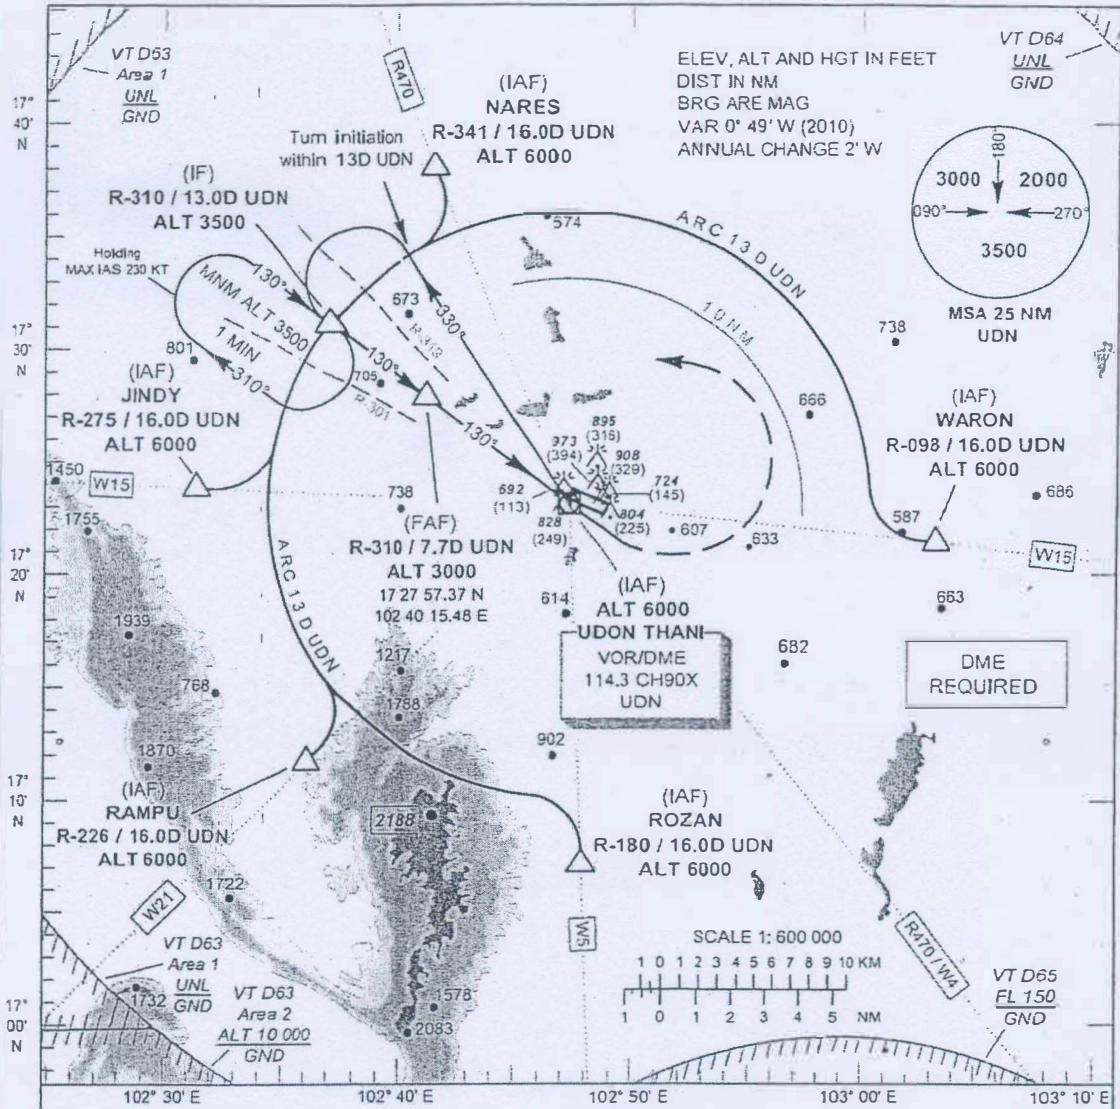 VT D53
Area 1
UNL
GND
R470
(IAF)
NARES
R-341 / 16.0D UDN
ALT 6000
ELEV, ALT AND HGT IN FEET
DIST IN NM
BRG ARE MAG
VAR 0° 49' W (2010)
ANNUAL CHANGE 2' W
VT D64
UNL
GND
17°
40'
N
Turn initiation
within 13D UDN
(IF)
R-310 / 13.0D UDN
ALT 3500
180°
3000
2000
090°
270°
3500
MSA 25 NM
UDN
574
ARC 13 D UDN
10 NM
Holding
MAX IAS 230 KT
130°
MNM ALT 3500
1 MIN
310°
130°
673
R-313
330°
738
17°
30'
N
801
705
R-301
(IAF)
JINDY
R-275 / 16.0D UDN
ALT 6000
130°
666
(IAF)
WARON
R-098 / 16.0D UDN
ALT 6000
895
(316)
973
(394)
908
(329)
724
(145)
692
(113)
804
(225)
828
(249)
1450
W15
1755
738
607
633
587
686
W15
(FAF)
R-310 / 7.7D UDN
ALT 3000
17 27 57.37 N
102 40 15.48 E
17°
20'
N
ARC 13 D UDN
614
(IAF)
ALT 6000
UDON THANI
VOR/DME
114.3 CH90X
UDN
663
682
DME
REQUIRED
1939
768
1217
1788
902
1870
17°
10'
N
(IAF)
RAMPU
R-226 / 16.0D UDN
ALT 6000
2188
(IAF)
ROZAN
R-180 / 16.0D UDN
ALT 6000
1722
W21
W5
R470 / W4
VT D63
Area 1
UNL
GND
1732
VT D63
Area 2
ALT 10 000
GND
1578
2083
SCALE 1: 600 000
1 0 1 2 3 4 5 6 7 8 9 10 KM
1 0 1 2 3 4 5 NM
VT D65
FL 150
GND
17°
00'
N
102° 30' E
102° 40' E
102° 50' E
103° 00' E
103° 10' E